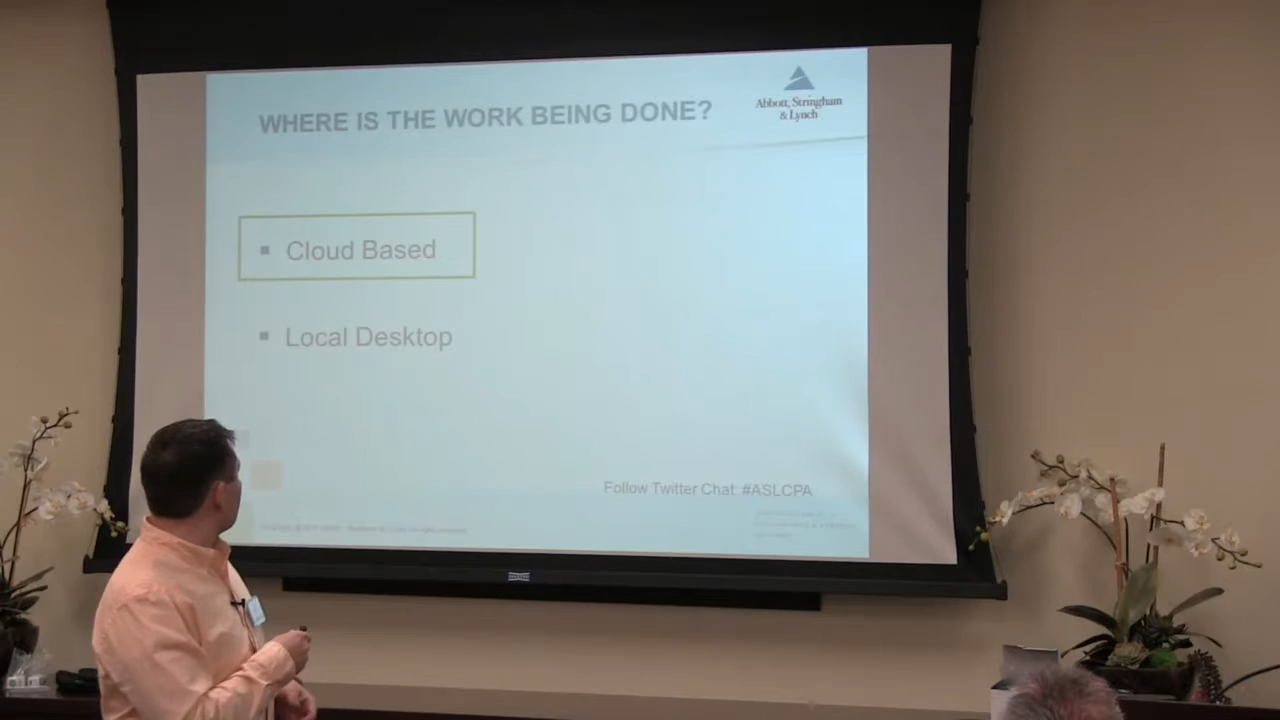 Abbott, Stringham
& Lynch
WHERE IS THE WORK BEING DONE?
▪ Cloud Based
▪ Local Desktop
Follow Twitter Chat: #ASLCPA